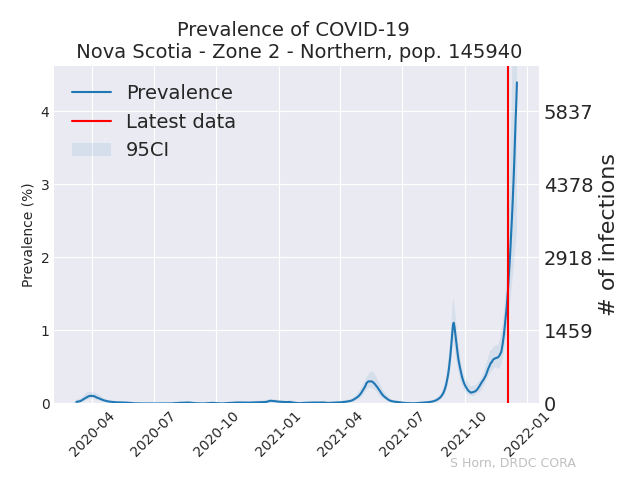 Prevalence of COVID-19
Nova Scotia - Zone 2 - Northern, pop. 145940
Prevalence
Latest data
95CI
Prevalence (%)
4
3
2
1
0
5837
4378
2918
1459
0
# of infections
2020-04
2020-07
2020-10
2021-01
2021-04
2021-07
2021-10
2022-01
S Horn, DRDC CORA